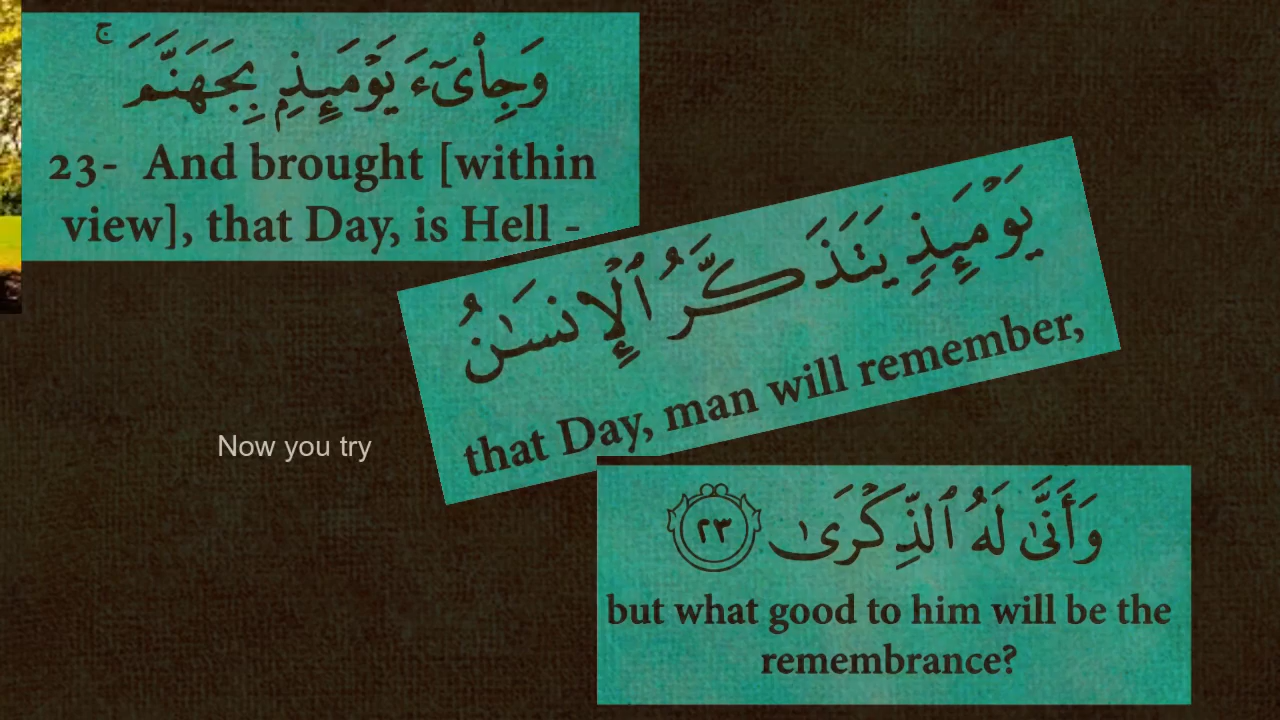 وَجِا۟ىٓءَ يَوْمَئِذِۭ بِجَهَنَّمَ ۚ
23- And brought [within
view], that Day, is Hell -
يَوْمَئِذٍ يَتَذَكَّرُ ٱلْإِنسَٰنُ
that Day, man will remember,
Now you try
وَأَنَّىٰ لَهُ ٱلذِّكْرَىٰ ٢٣
but what good to him will be the
remembrance?